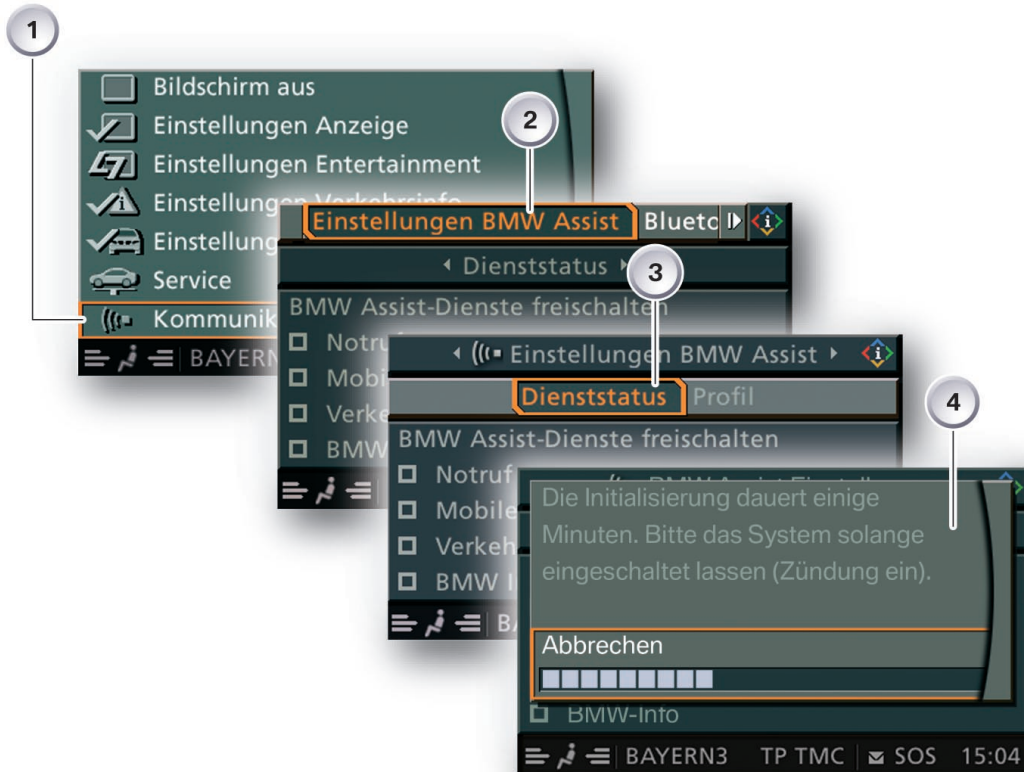 1
Bildschirm aus
Einstellungen Anzeige
Einstellungen Entertainment
Einstellungen Verkehrsinfo
Einstellung
Service
Kommunik
BAYERN
2
Einstellungen BMW Assist Bluetc
Dienststatus
BMW Assist-Dienste freischalten
Notru
Mobi
Verke
BMW
3
Einstellungen BMW Assist
Dienststatus Profil
BMW Assist-Dienste freischalten
Notruf
Mobile
Verkeh
BMW I
BA
4
Die Initialisierung dauert einige
Minuten. Bitte das System solange
eingeschaltet lassen (Zündung ein).
Abbrechen
BMW-Info
BAYERN3 TP TMC SOS 15:04